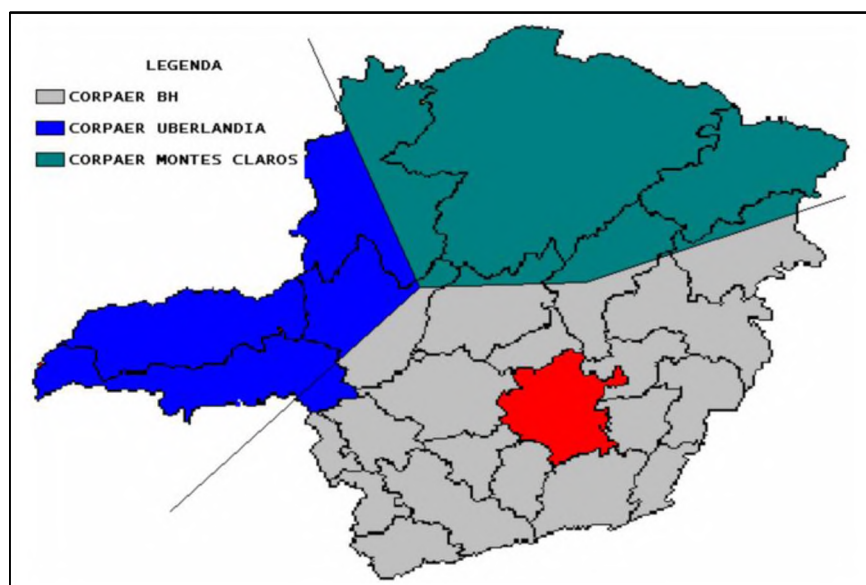 LEGENDA
CORPAER BH
CORPAER UBERLANDIA
CORPAER MONTES CLAROS